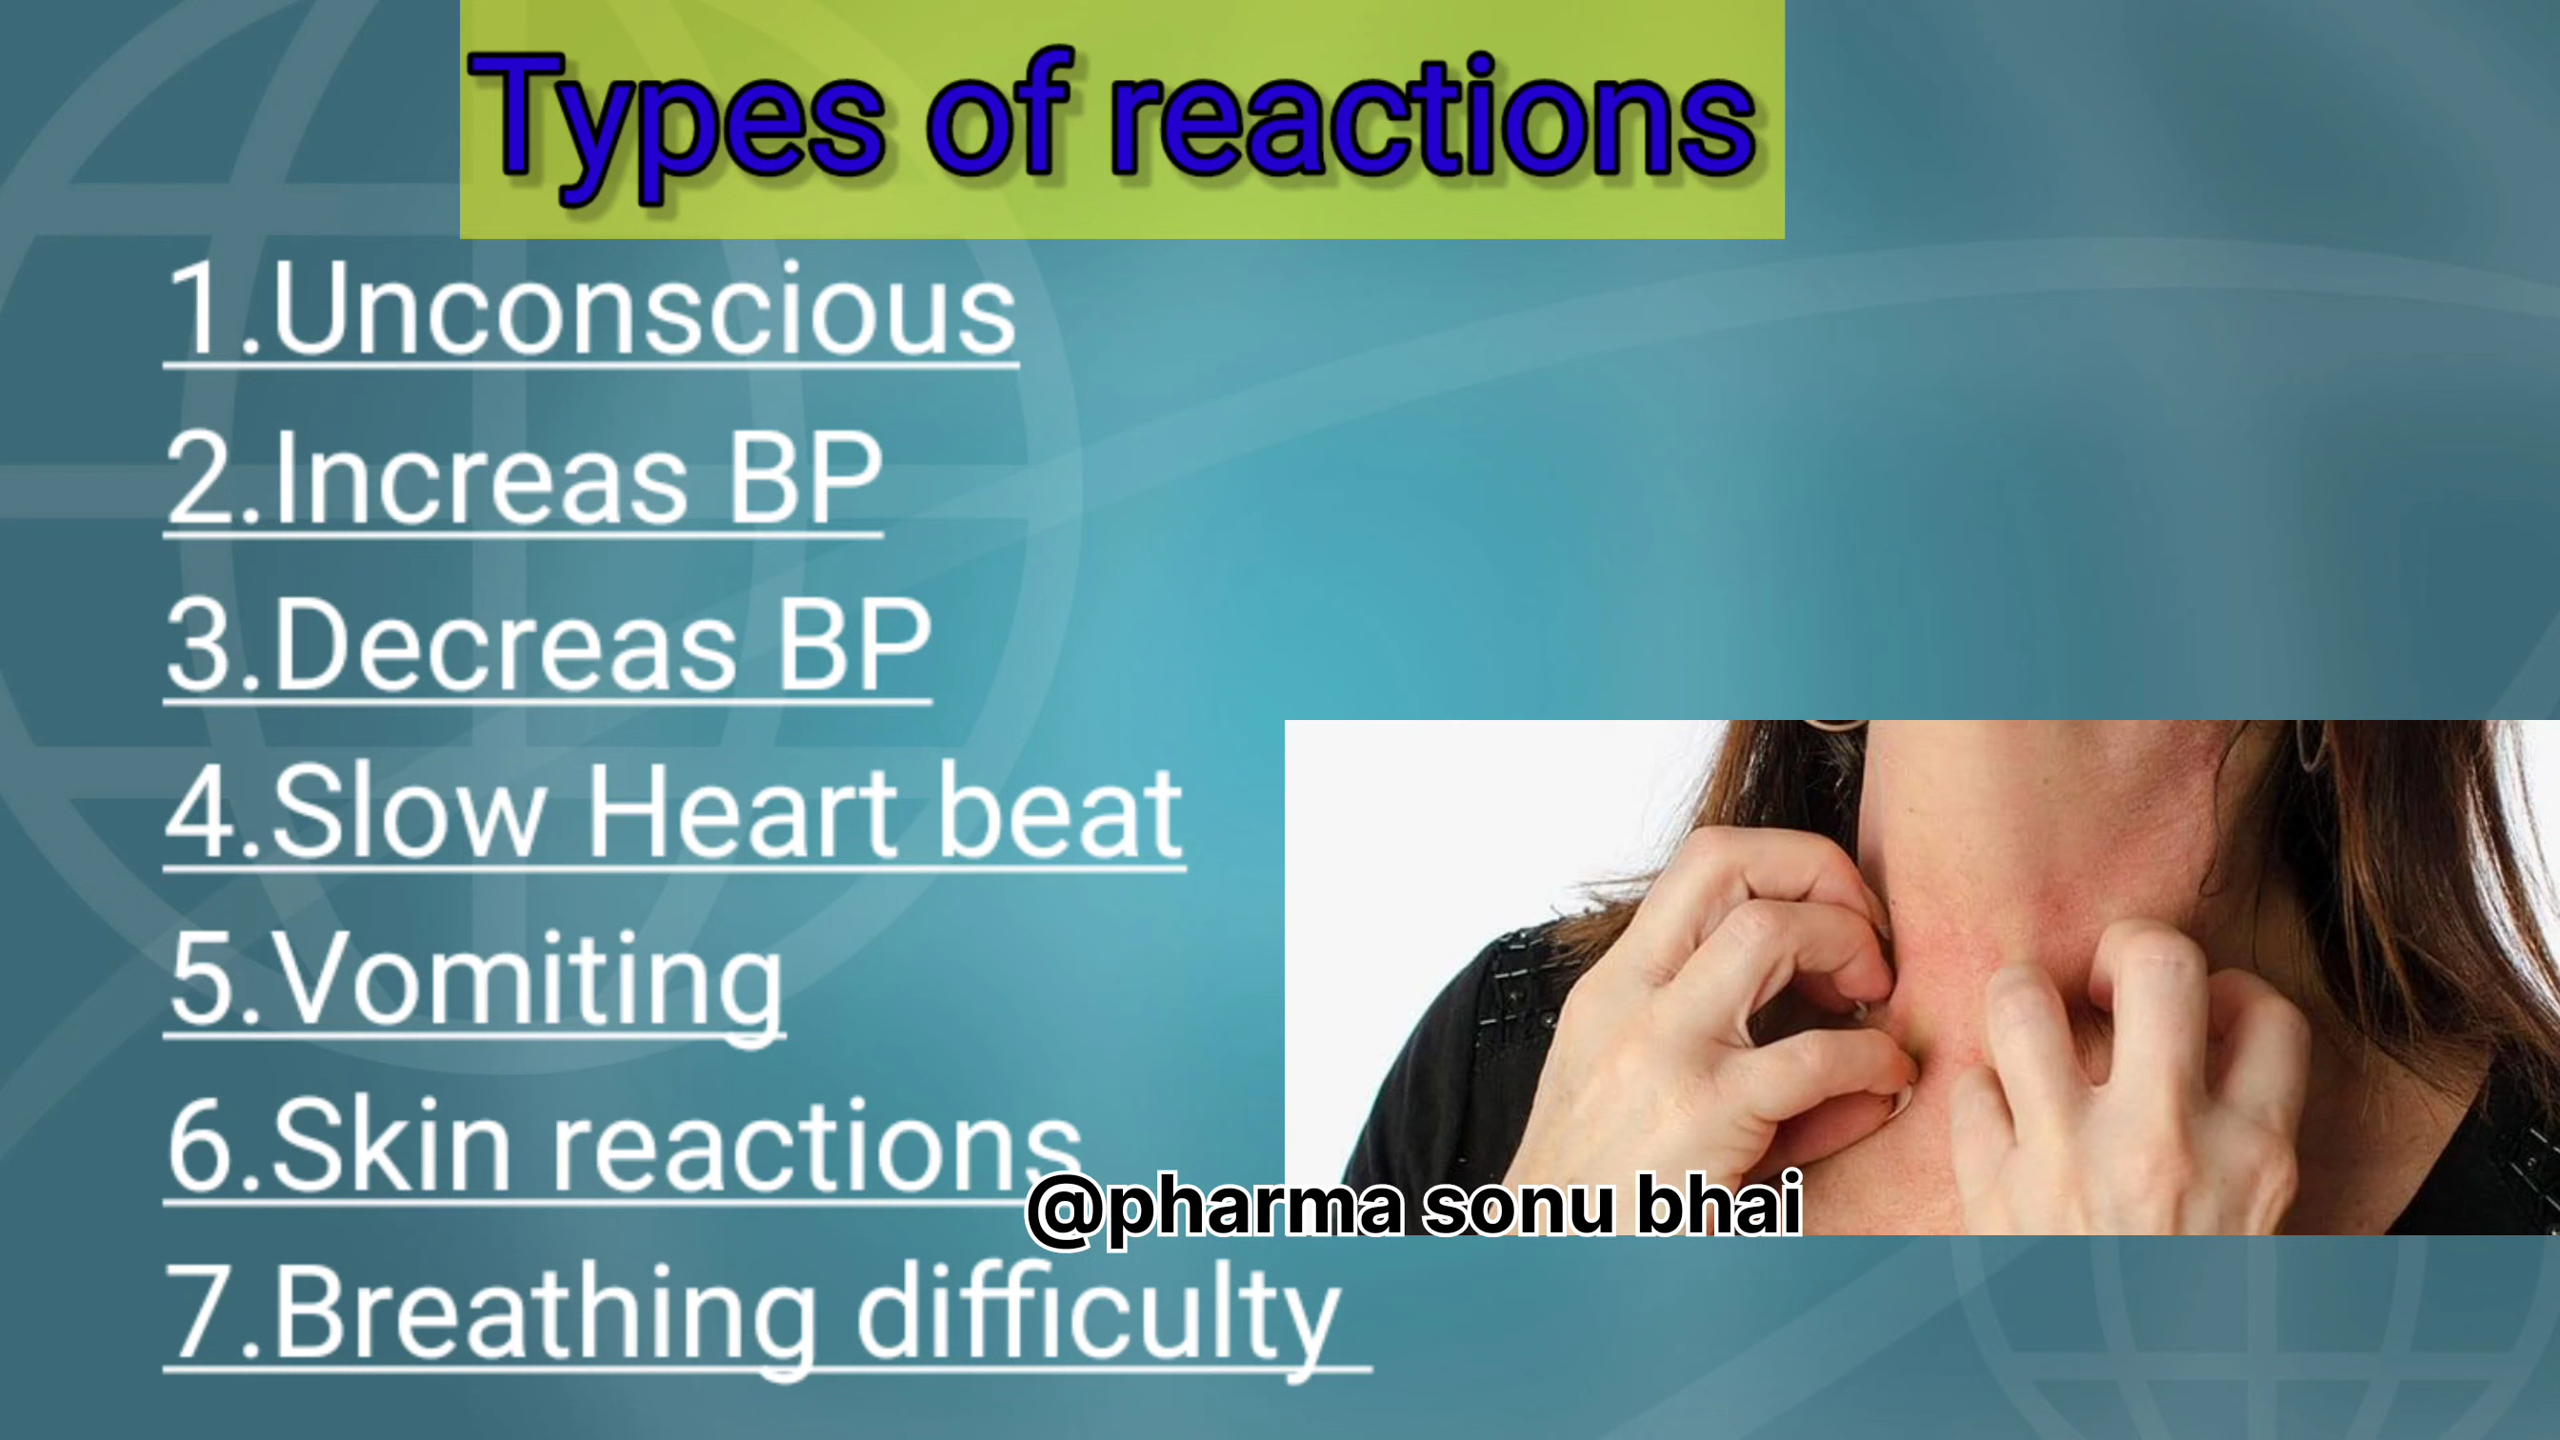 Types of reactions
1.Unconscious
2.Increas BP
3.Decreas BP
4.Slow Heart beat
5.Vomiting
6.Skin reactions
@pharma sonu bhai
7.Breathing difficulty